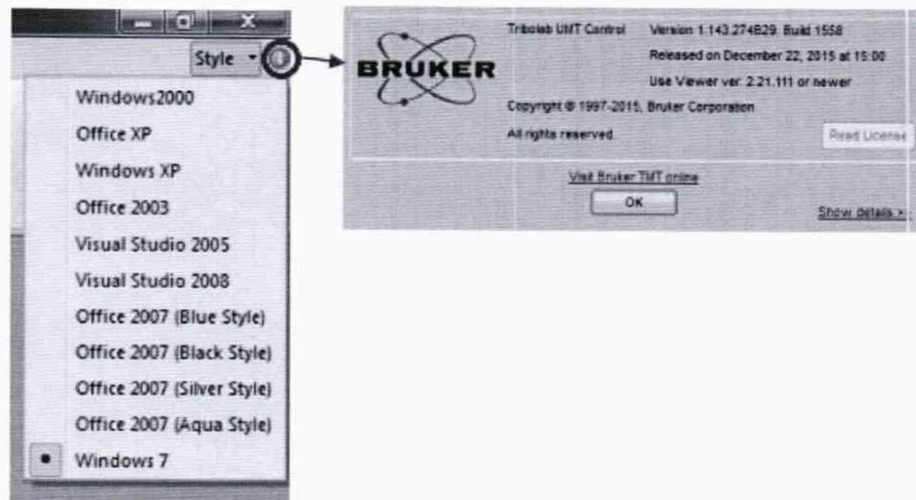 Style
Windows2000
Office XP
Windows XP
Office 2003
Visual Studio 2005
Visual Studio 2008
Office 2007 (Blue Style)
Office 2007 (Black Style)
Office 2007 (Silver Style)
Office 2007 (Aqua Style)
Windows 7
BRUKER
Tribolab UMT Control Version 1.143.274B29. Build 1558
Released on December 22, 2015 at 15:00
Use Viewer ver. 2.21.111 or newer
Copyright © 1997-2015, Bruker Corporation
All rights reserved.
Read License
Visit Bruker TMT online
OK
Show details >